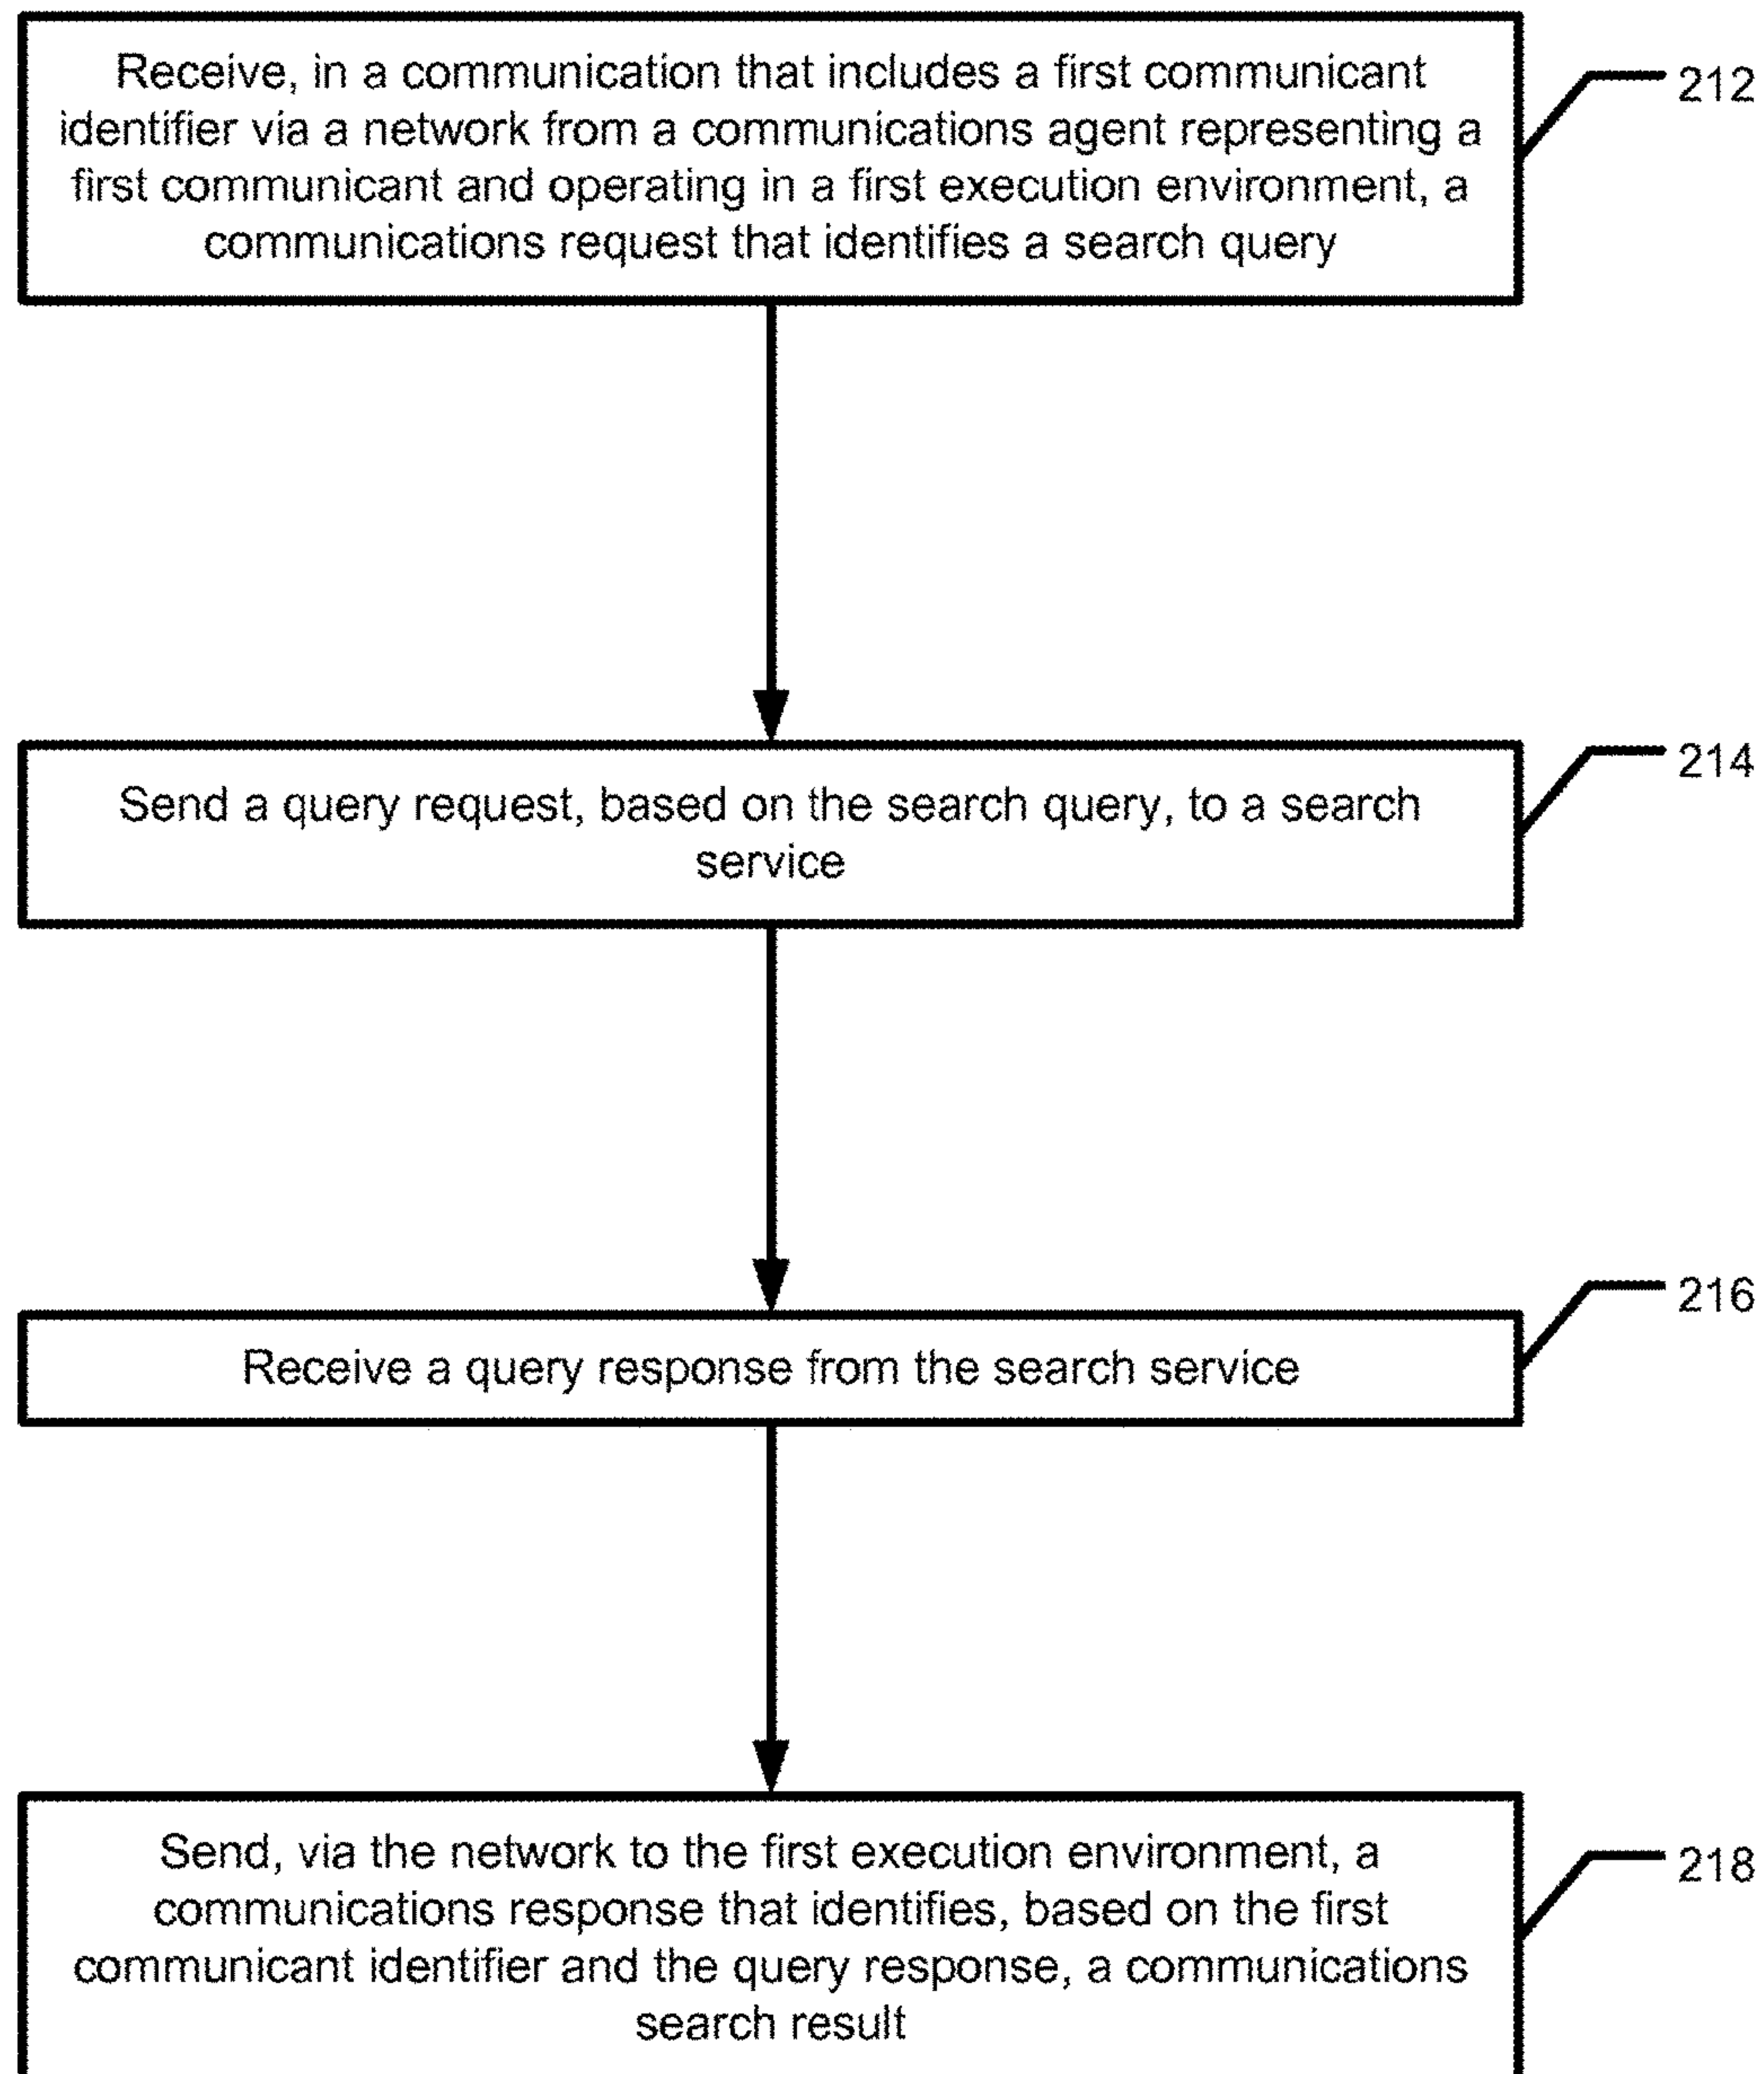 Receive, in a communication that includes a first communicant
identifier via a network from a communications agent representing a
first communicant and operating in a first execution environment, a
communications request that identifies a search query
212
Send a query request, based on the search query, to a search
service
214
Receive a query response from the search service
216
Send, via the network to the first execution environment, a
communications response that identifies, based on the first
communicant identifier and the query response, a communications
search result
218